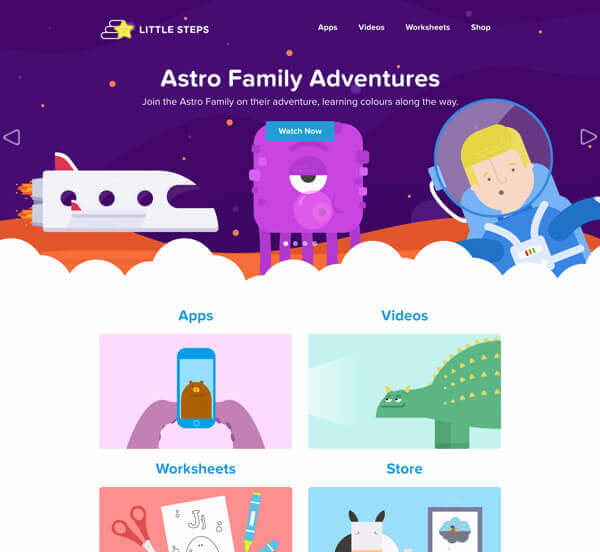 LITTLE STEPS
Apps
Videos
Worksheets
Shop
Astro Family Adventures
Join the Astro Family on their adventure, learning colours along the way.
Watch Now
Apps
Videos
Worksheets
Store
Jj